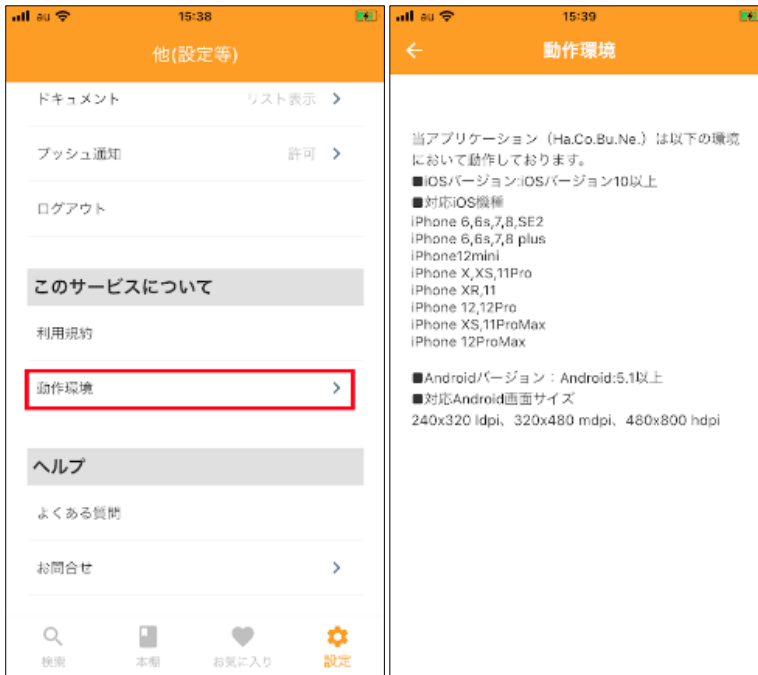 au 15:38
他(設定等)
ドキュメント リスト表示
プッシュ通知 許可
ログアウト
このサービスについて
利用規約
動作環境
ヘルプ
よくある質問
お問合せ
検索 本棚 お気に入り 設定
au 15:39
動作環境
当アプリケーション（Ha.Co.Bu.Ne.）は以下の環境
において動作しております。
■iOSバージョン:iOSバージョン10以上
■対応iOS機種
iPhone 6,6s,7,8,SE2
iPhone 6,6s,7,8 plus
iPhone12mini
iPhone X,XS,11Pro
iPhone XR,11
iPhone 12,12Pro
iPhone XS,11ProMax
iPhone 12ProMax
■Androidバージョン：Android:5.1以上
■対応Android画面サイズ
240x320 ldpi、320x480 mdpi、480x800 hdpi